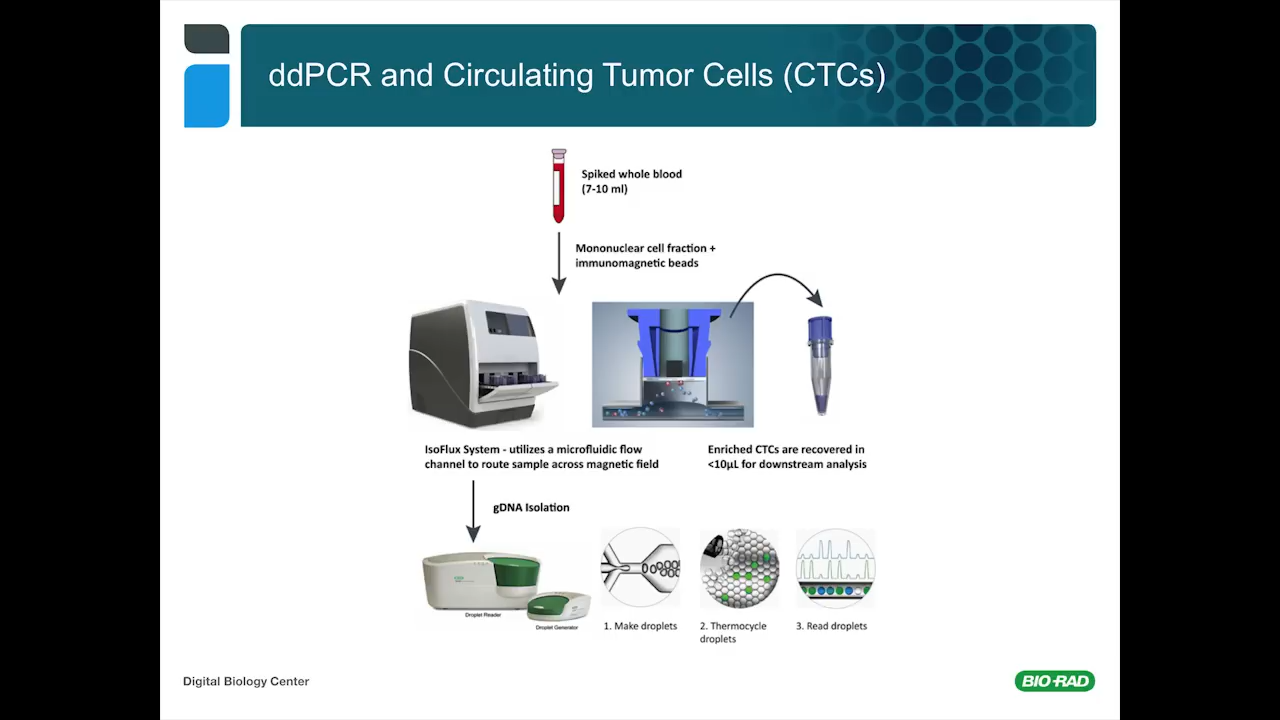 ddPCR and Circulating Tumor Cells (CTCs)
Spiked whole blood
(7-10 ml)
Mononuclear cell fraction +
immunomagnetic beads
IsoFlux System - utilizes a microfluidic flow
channel to route sample across magnetic field
Enriched CTCs are recovered in
<10µL for downstream analysis
gDNA Isolation
Droplet Reader
Droplet Generator
1. Make droplets
2. Thermocycle
droplets
3. Read droplets
Digital Biology Center
BIO-RAD